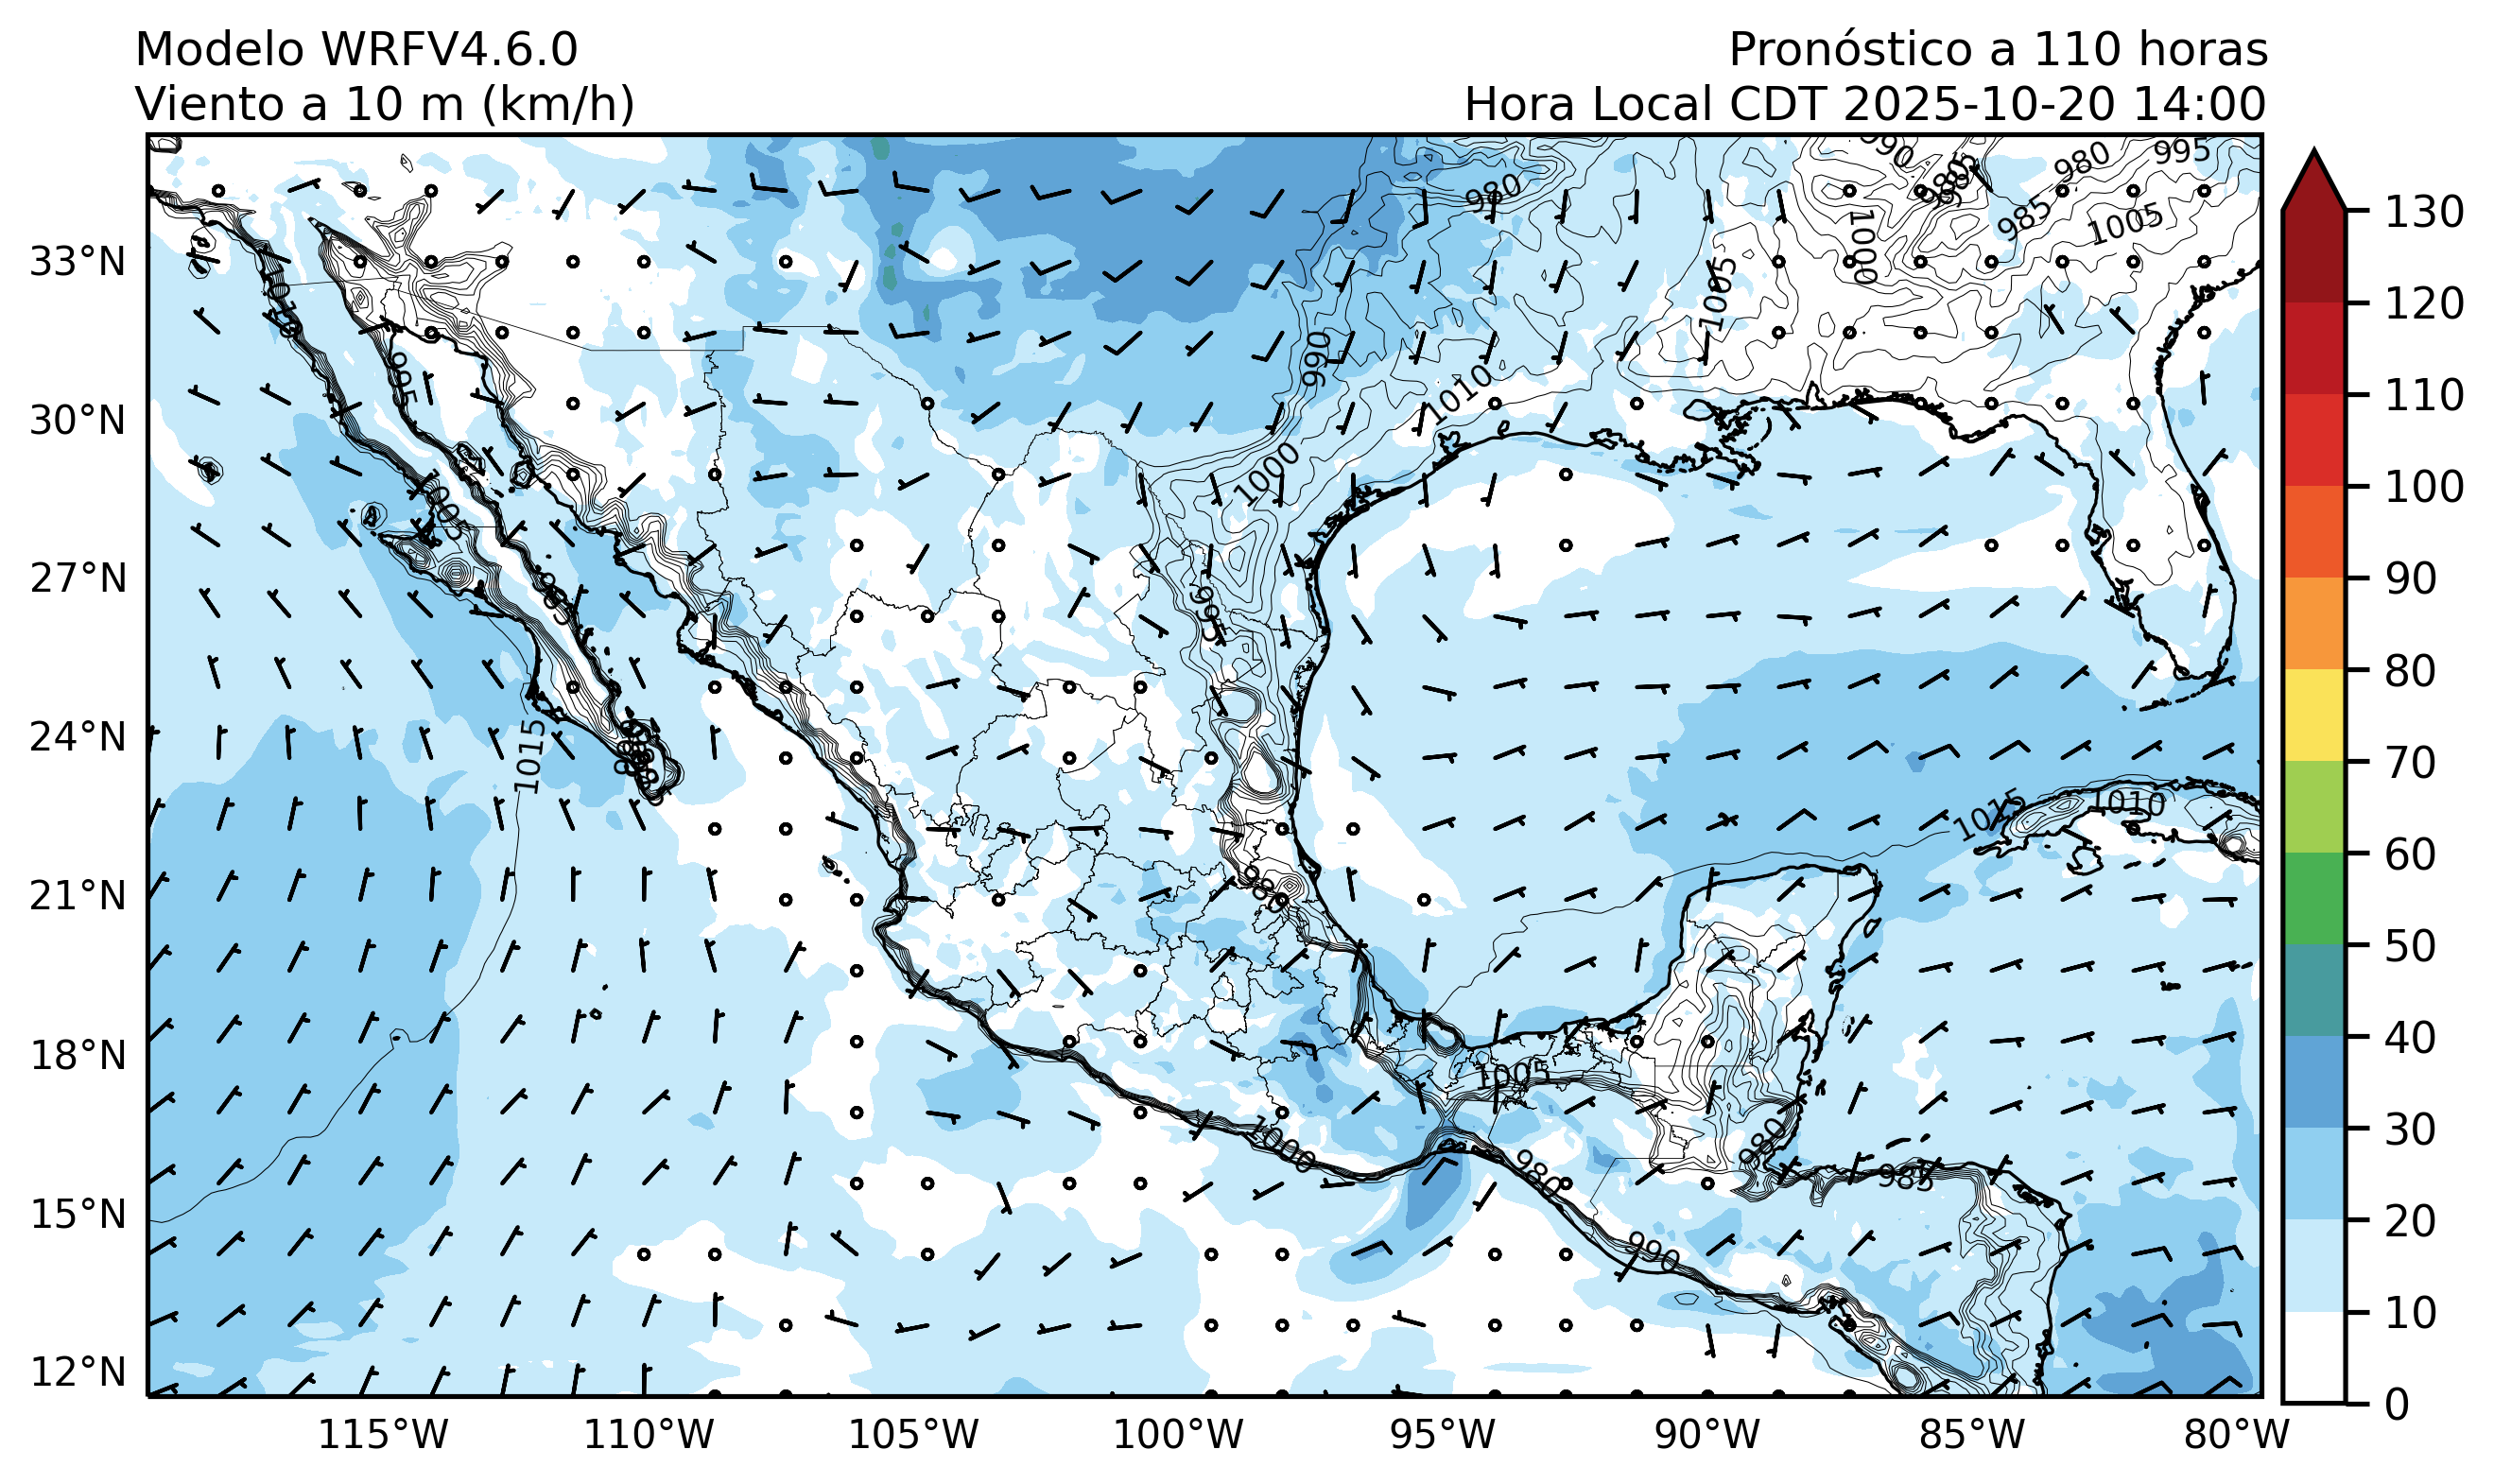 Modelo WRFV4.6.0
Viento a 10 m (km/h)
Pronóstico a 110 horas
Hora Local CDT 2025-10-20 14:00
33°N
30°N
27°N
24°N
21°N
18°N
15°N
12°N
115°W
110°W
105°W
100°W
95°W
90°W
85°W
80°W
130
120
110
100
90
80
70
60
50
40
30
20
10
0
990
995
980
980
985
1005
1000
1005
1010
990
995
1010
1000
1005
985
1015
1015
1010
980
1005
1000
980
980
985
990